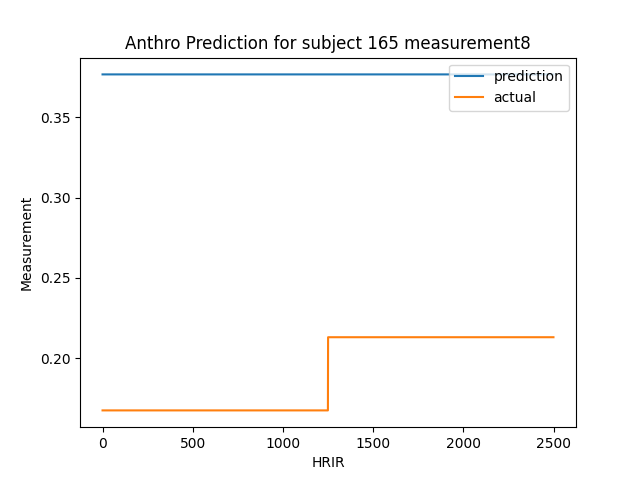 Anthro Prediction for subject 165 measurement8
prediction
actual
Measurement
0.35
0.30
0.25
0.20
0 500 1000 1500 2000 2500
HRIR